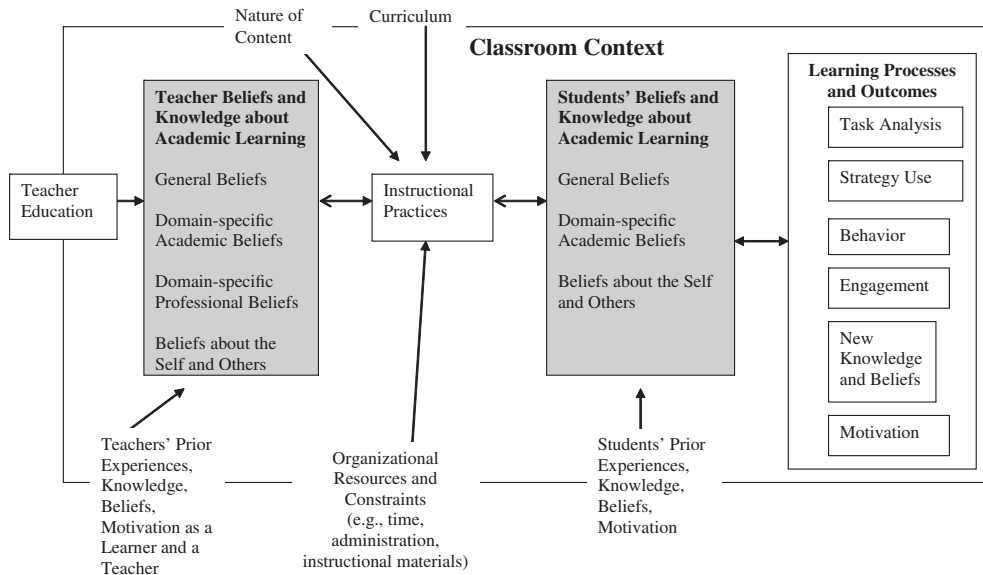 Nature of
Content
Curriculum
Classroom Context
Teacher
Education
Teacher Beliefs and
Knowledge about
Academic Learning
General Beliefs
Domain-specific
Academic Beliefs
Domain-specific
Professional Beliefs
Beliefs about the
Self and Others
Instructional
Practices
Students’ Beliefs and
Knowledge about
Academic Learning
General Beliefs
Domain-specific
Academic Beliefs
Beliefs about the Self
and Others
Learning Processes
and Outcomes
Task Analysis
Strategy Use
Behavior
Engagement
New
Knowledge
and Beliefs
Motivation
Teachers’ Prior
Experiences,
Knowledge,
Beliefs,
Motivation as a
Learner and a
Teacher
Organizational
Resources and
Constraints
(e.g., time,
administration,
instructional materials)
Students’ Prior
Experiences,
Knowledge,
Beliefs,
Motivation